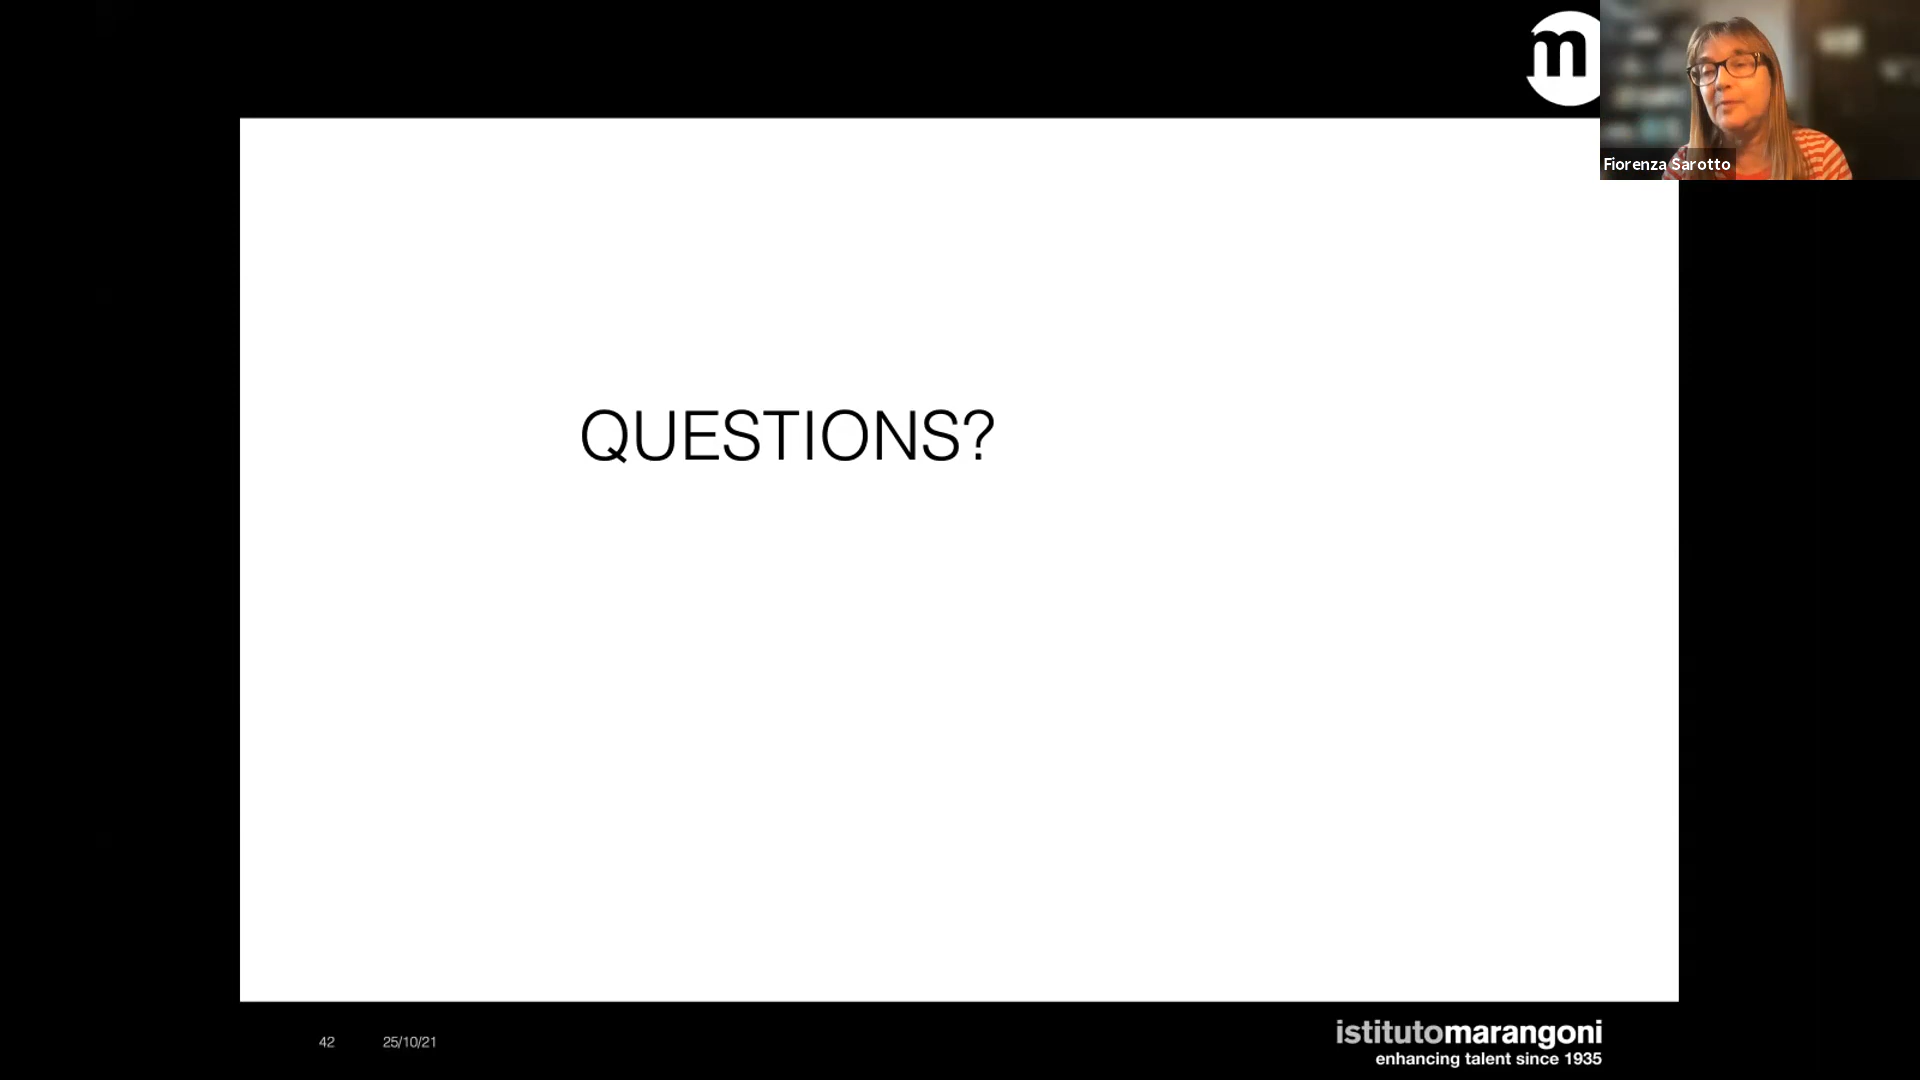 m
Fiorenza Sarotto
QUESTIONS?
42 25/10/21
istitutomarangoni
enhancing talent since 1935